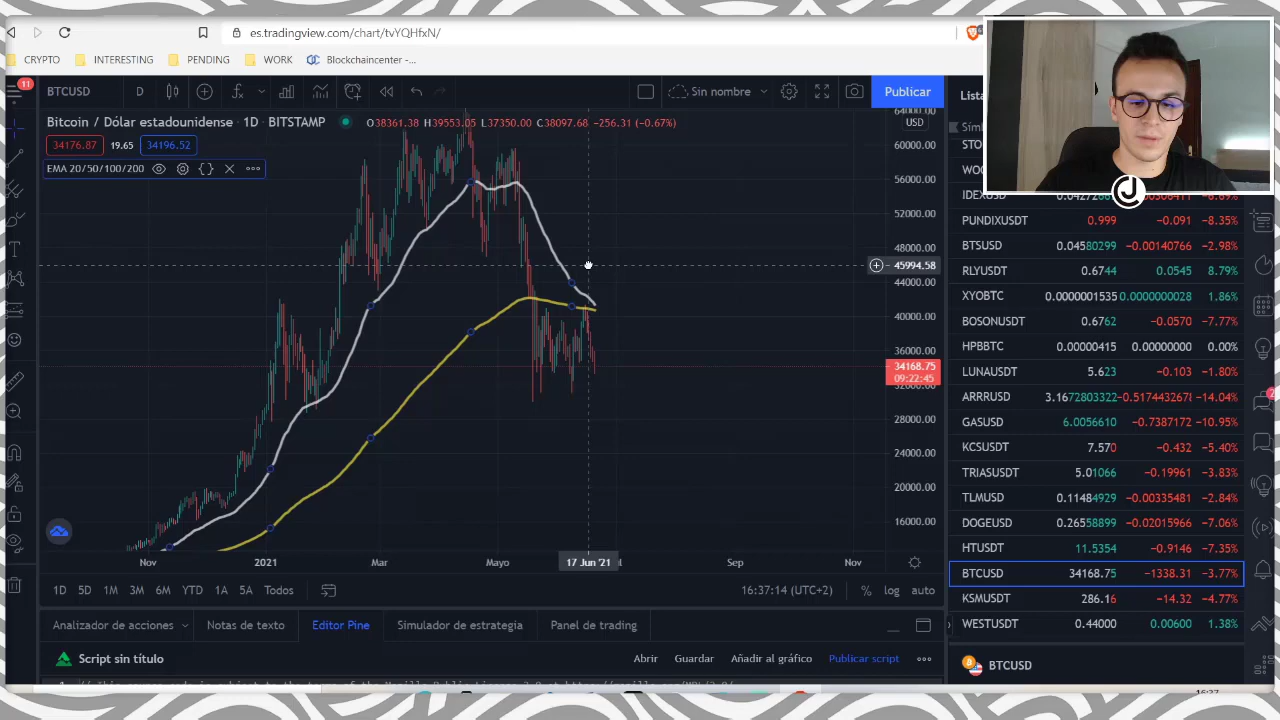 es.tradingview.com/chart/tvYQHfxN/
CRYPTO INTERESTING PENDING WORK Blockchaincenter -...
11 BTCUSD D Sin nombre Publicar Lista
Bitcoin / Dólar estadounidense · 1D · BITSTAMP O38361.38 H39553.05 L37350.00 C38097.68 -256.31 (-0.67%)
34176.87 19.65 34196.52
EMA 20/50/100/200
64000.00
USD
60000.00
56000.00
52000.00
48000.00
45994.58
44000.00
40000.00
36000.00
34168.75
09:22:45
32000.00
28000.00
24000.00
20000.00
16000.00
Nov 2021 Mar Mayo 17 Jun '21 Sep Nov
1D 5D 1M 3M 6M YTD 1A 5A Todos 16:37:14 (UTC+2) % log auto
Analizador de acciones Notas de texto Editor Pine Simulador de estrategia Panel de trading
Script sin título Abrir Guardar Añadir al gráfico Publicar script
PUNDIXUSDT 0.999 -0.091 -8.35%
BTSUSD 0.04580299 -0.00140766 -2.98%
RLYUSDT 0.6744 0.0545 8.79%
XYOBTC 0.0000001535 0.0000000028 1.86%
BOSONUSDT 0.6762 -0.0570 -7.77%
HPBBTC 0.00000415 0.00000000 0.00%
LUNAUSDT 5.623 -0.103 -1.80%
ARRRUSD 3.1672803322 -0.5174432678 -14.04%
GASUSD 6.0056610 -0.7387172 -10.95%
KCSUSDT 7.570 -0.432 -5.40%
TRIASUSDT 5.01066 -0.19961 -3.83%
TLMUSD 0.11484929 -0.00335481 -2.84%
DOGEUSD 0.26558899 -0.02015966 -7.06%
HTUSDT 11.5354 -0.9146 -7.35%
BTCUSD 34168.75 -1338.31 -3.77%
KSMUSDT 286.16 -14.32 -4.77%
WESTUSDT 0.44000 0.00600 1.38%
BTCUSD